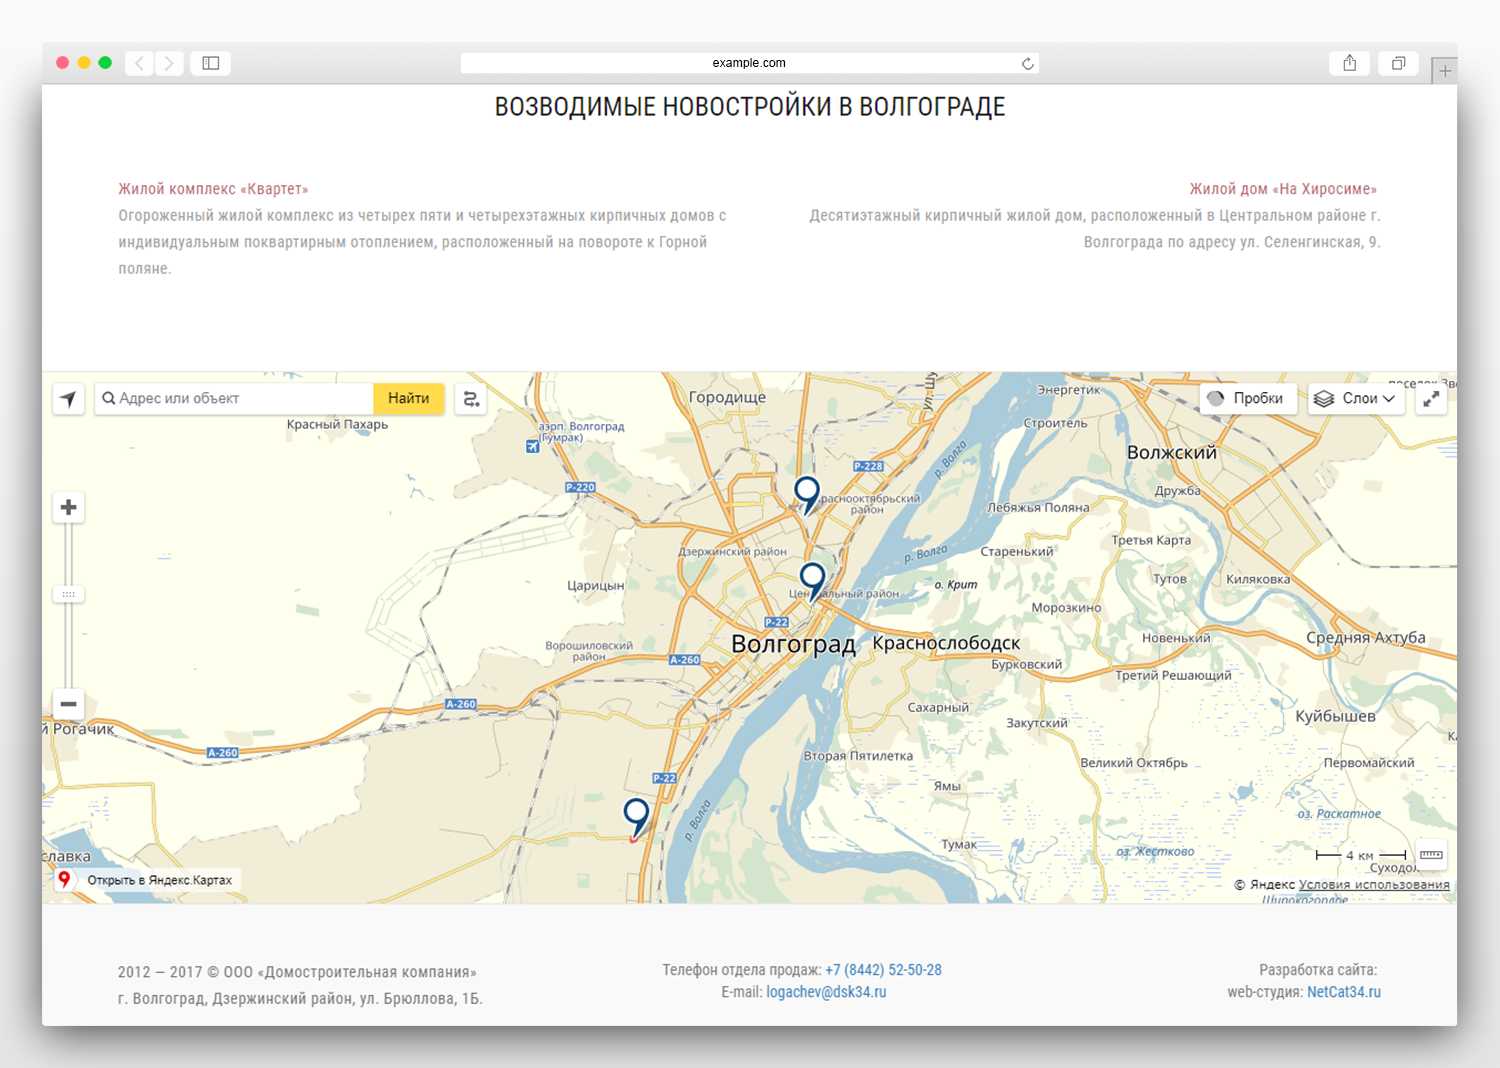 example.com
ВОЗВОДИМЫЕ НОВОСТРОЙКИ В ВОЛГОГРАДЕ
Жилой комплекс «Квартет»
Огороженный жилой комплекс из четырех пяти и четырехэтажных кирпичных домов с
индивидуальным поквартирным отоплением, расположенный на повороте к Горной
поляне.
Жилой дом «На Хиросиме»
Десятиэтажный кирпичный жилой дом, расположенный в Центральном районе г.
Волгограда по адресу ул. Селенгинская, 9.
Адрес или объект
Найти
Пробки
Слои
Городище
ул. Шу
Энергетик
Красный Пахарь
аэрп. Волгоград
(Гумрак)
Строитель
Волжский
Р-228
р. Волга
Р-220
Дружба
раснооктябрьский
район
Лебяжья Поляна
Третья Карта
Дзержинский район
р. Волга
Старенький
Царицын
о. Крит
Тутов
Киляковка
Центральный район
Морозкино
Р-22
Волгоград
Краснослободск
Новенький
Средняя Ахтуба
Ворошиловский
район
А-260
Бурковский
Третий Решающий
А-260
Сахарный
Закутский
Куйбышев
й Рогачик
А-260
Вторая Пятилетка
Великий Октябрь
Первомайский
Р-22
Ямы
р. Волга
оз. Раскатное
Тумак
оз. Жестково
4 км
славка
Суходол
Открыть в Яндекс.Картах
© Яндекс Условия использования
2012 — 2017 © ООО «Домостроительная компания»
г. Волгоград, Дзержинский район, ул. Брюллова, 1Б.
Телефон отдела продаж: +7 (8442) 52-50-28
E-mail: logachev@dsk34.ru
Разработка сайта:
web-студия: NetCat34.ru